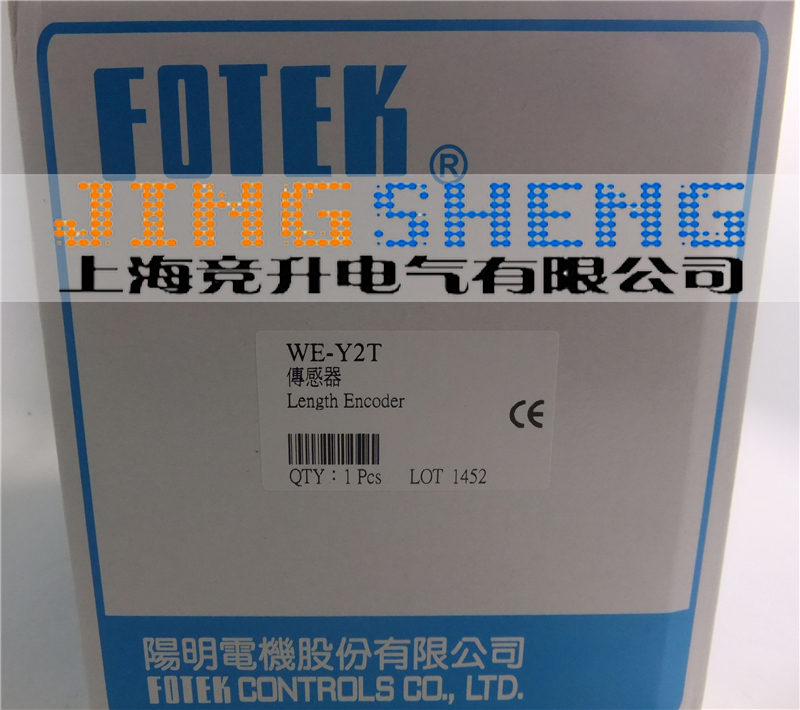 FOTEK®
JINGSHENG
上海竞升电气有限公司
WE-Y2T
傳感器
Length Encoder
CE
QTY：1 Pcs LOT 1452
陽明電機股份有限公司
FOTEK CONTROLS CO., LTD.